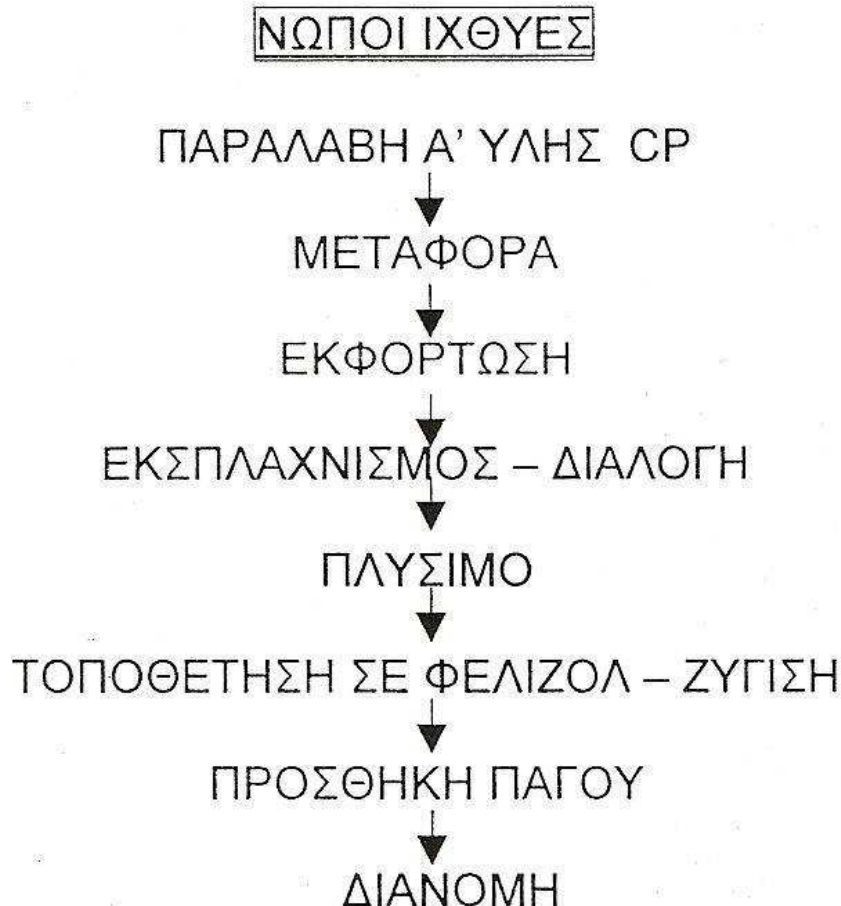 ΝΩΠΟΙ ΙΧΘΥΕΣ
ΠΑΡΑΛΑΒΗ Α’ ΥΛΗΣ CP
ΜΕΤΑΦΟΡΑ
ΕΚΦΟΡΤΩΣΗ
ΕΚΣΠΛΑΧΝΙΣΜΟΣ – ΔΙΑΛΟΓΗ
ΠΛΥΣΙΜΟ
ΤΟΠΟΘΕΤΗΣΗ ΣΕ ΦΕΛΙΖΟΛ – ΖΥΓΙΣΗ
ΠΡΟΣΘΗΚΗ ΠΑΓΟΥ
ΔΙΑΝΟΜΗ